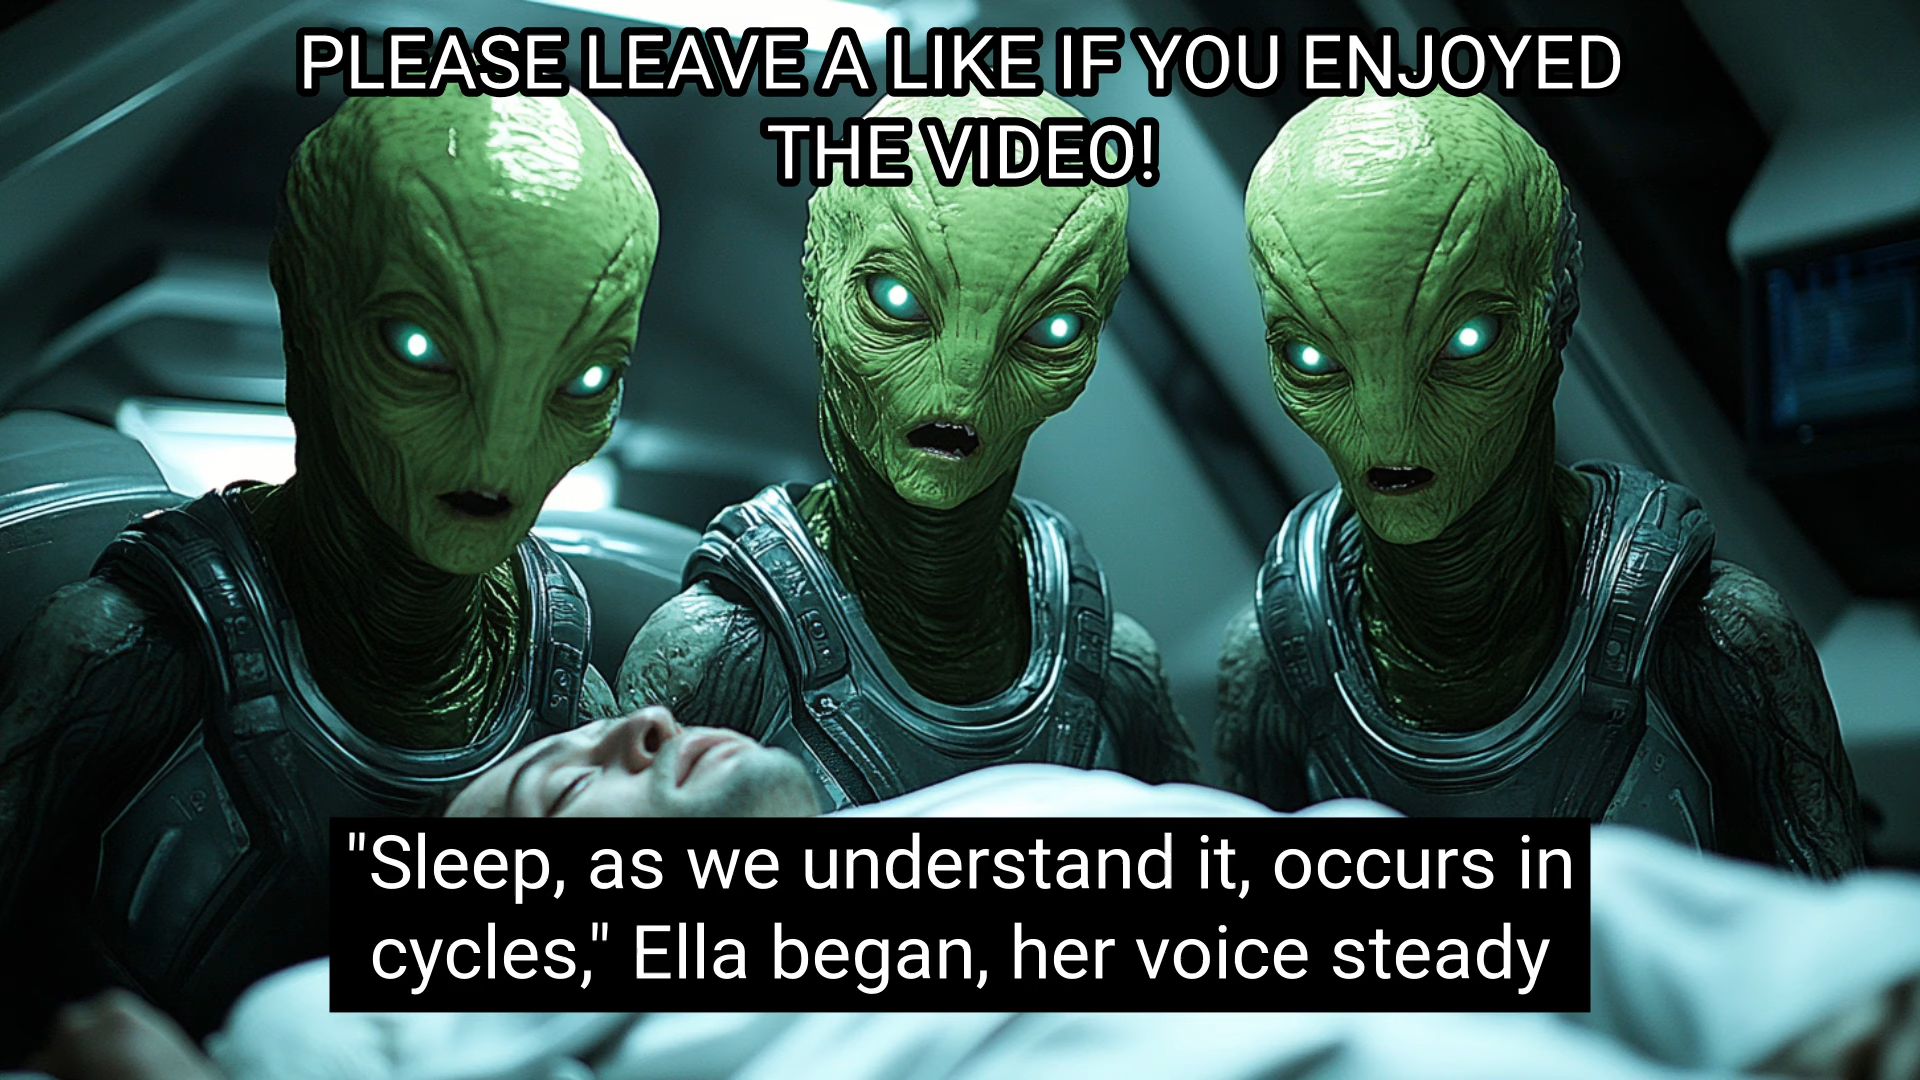 PLEASE LEAVE A LIKE IF YOU ENJOYED
THE VIDEO!
"Sleep, as we understand it, occurs in
cycles," Ella began, her voice steady